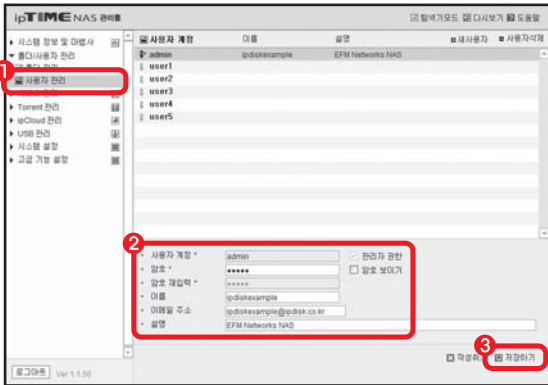 ipTIME NAS 관리툴
탐색기모드 다시보기 도움말
시스템 정보 및 마법사
폴더/사용자 관리
1
사용자 관리
Torrent 관리
ipCloud 관리
USB 관리
시스템 설정
고급 기능 설정
로그아웃 Ver 1.1.58
사용자 계정 이름 설명 새사용자 사용자삭제
admin ipdiskexample EFM Networks NAS
user1
user2
user3
user4
user5
2
사용자 계정 * admin 관리자 권한
암호 * ••••• 암호 보이기
암호 재입력 * •••••
이름 ipdiskexample
이메일 주소 ipdiskexample@ipdisk.co.kr
설명 EFM Networks NAS
3
작성취소 저장하기